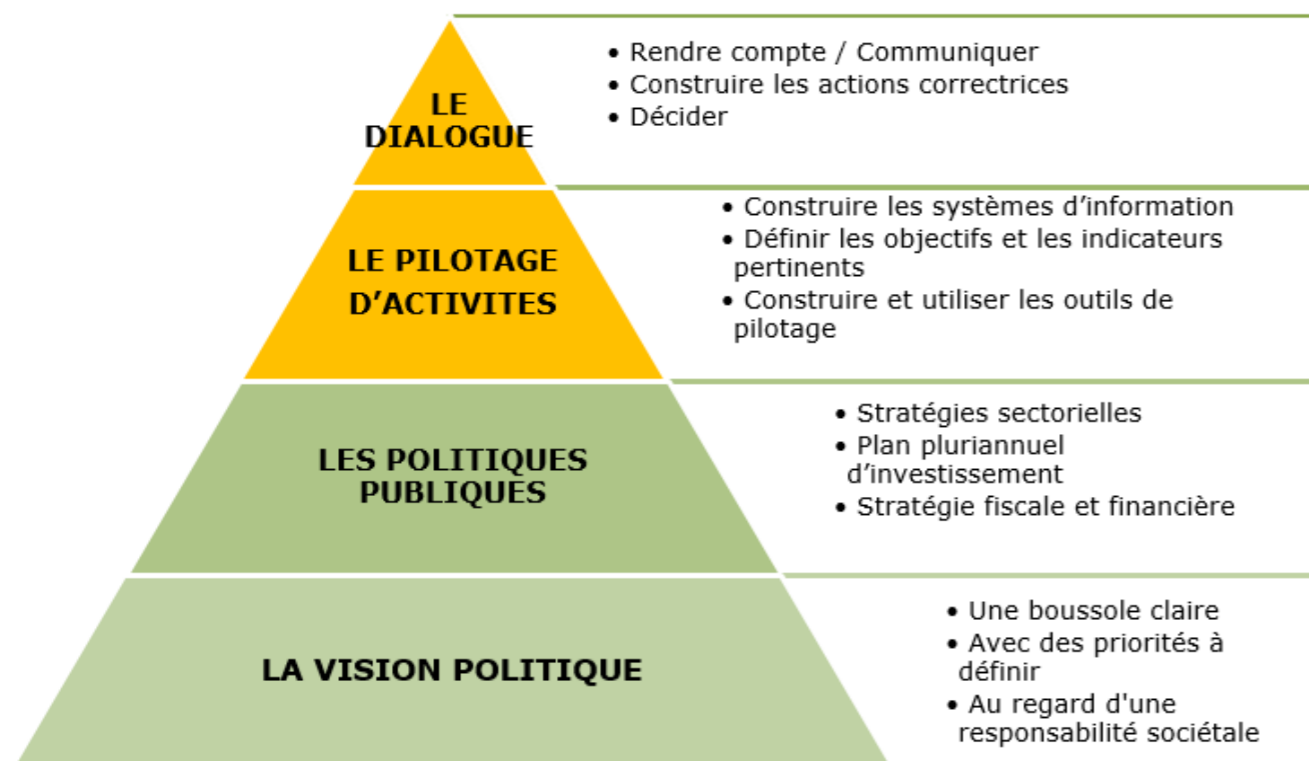 LE
DIALOGUE
• Rendre compte / Communiquer
• Construire les actions correctrices
• Décider
LE PILOTAGE
D’ACTIVITES
• Construire les systèmes d’information
• Définir les objectifs et les indicateurs
pertinents
• Construire et utiliser les outils de
pilotage
LES POLITIQUES
PUBLIQUES
• Stratégies sectorielles
• Plan pluriannuel
d’investissement
• Stratégie fiscale et financière
LA VISION POLITIQUE
• Une boussole claire
• Avec des priorités à
définir
• Au regard d'une
responsabilité sociétale